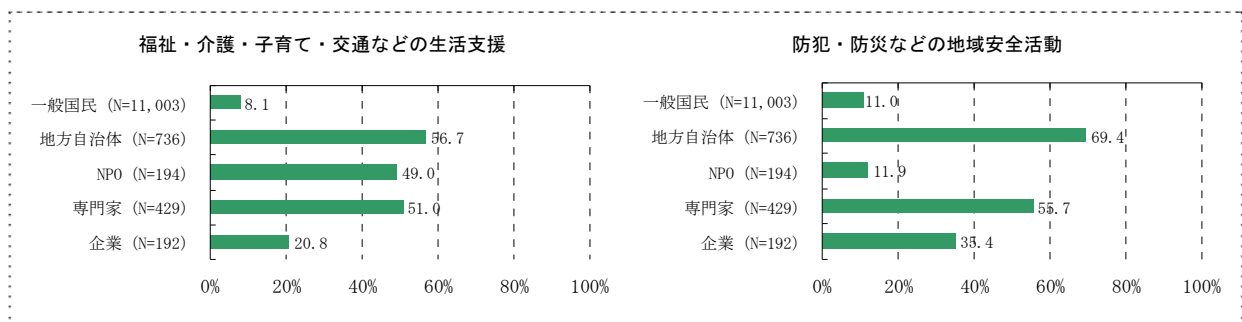 福祉・介護・子育て・交通などの生活支援
一般国民 (N=11,003) 8.1
地方自治体 (N=736) 56.7
NPO (N=194) 49.0
専門家 (N=429) 51.0
企業 (N=192) 20.8
0% 20% 40% 60% 80% 100%
防犯・防災などの地域安全活動
一般国民 (N=11,003) 11.0
地方自治体 (N=736) 69.4
NPO (N=194) 11.9
専門家 (N=429) 55.7
企業 (N=192) 35.4
0% 20% 40% 60% 80% 100%